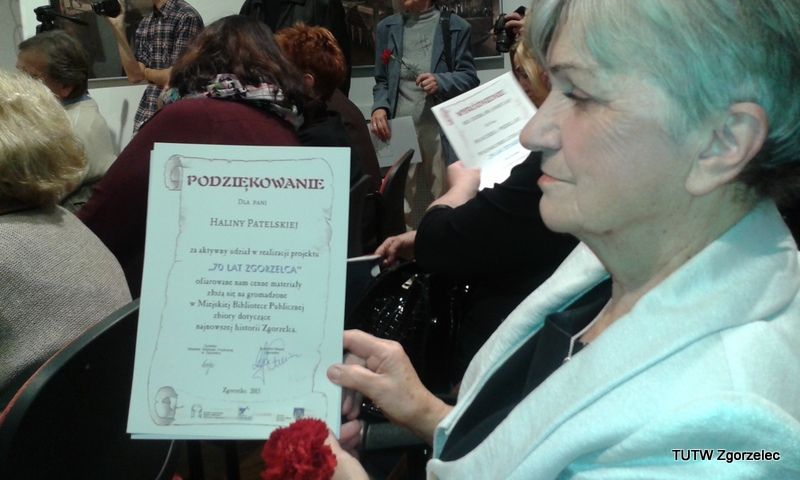 PODZIĘKOWANIE
DLA PANI
HALINY PATELSKIEJ
za aktywny udział w realizacji projektu
„70 LAT ZGORZELCA"
ofiarowane nam cenne materiały
złożą się na gromadzone
w Miejskiej Bibliotece Publicznej
zbiory dotyczące
najnowszej historii Zgorzelca.
Zgorzelec 2015
TUTW Zgorzelec